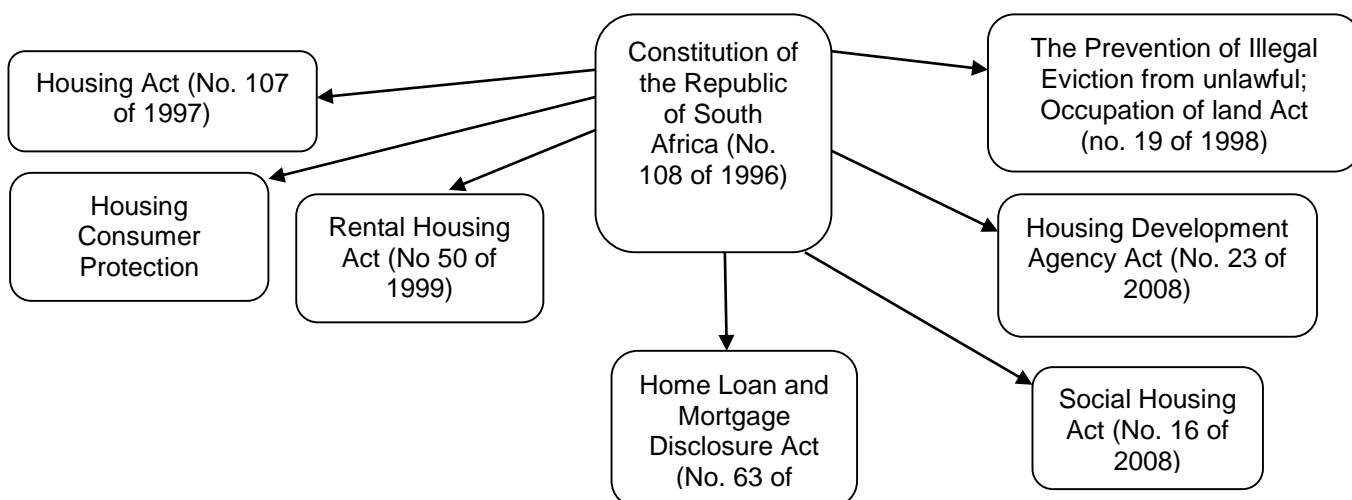 Constitution of
the Republic
of South
Africa (No.
108 of 1996)
Housing Act (No. 107
of 1997)
Housing
Consumer
Protection
Rental Housing
Act (No 50 of
1999)
Home Loan and
Mortgage
Disclosure Act
(No. 63 of
Social Housing
Act (No. 16 of
2008)
Housing Development
Agency Act (No. 23 of
2008)
The Prevention of Illegal
Eviction from unlawful;
Occupation of land Act
(no. 19 of 1998)